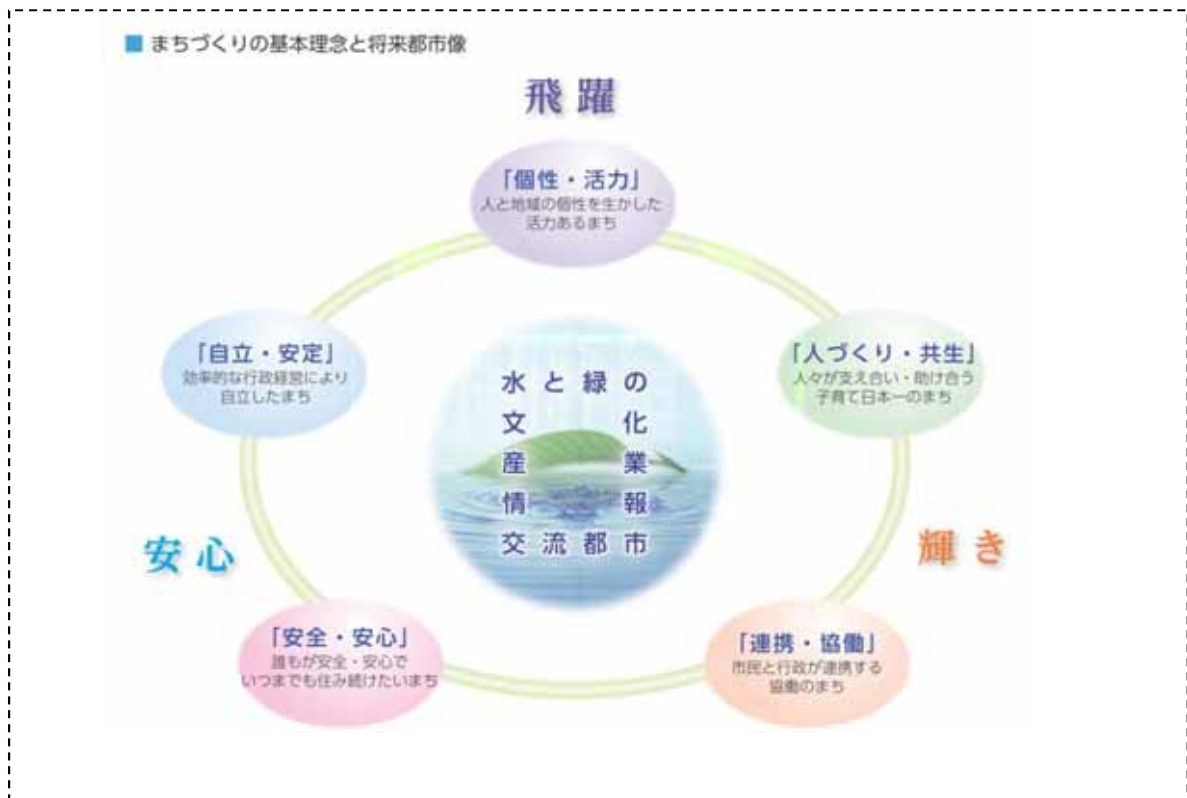 ■ まちづくりの基本理念と将来都市像
飛躍
「個性・活力」
人と地域の個性を生かした
活力あるまち
「自立・安定」
効率的な行政経営により
自立したまち
「人づくり・共生」
人々が支え合い・助け合う
子育て日本一のまち
水と緑の
文化
産業
情報
交流都市
安心
輝き
「安全・安心」
誰もが安全・安心で
いつまでも住み続けたいまち
「連携・協働」
市民と行政が連携する
協働のまち